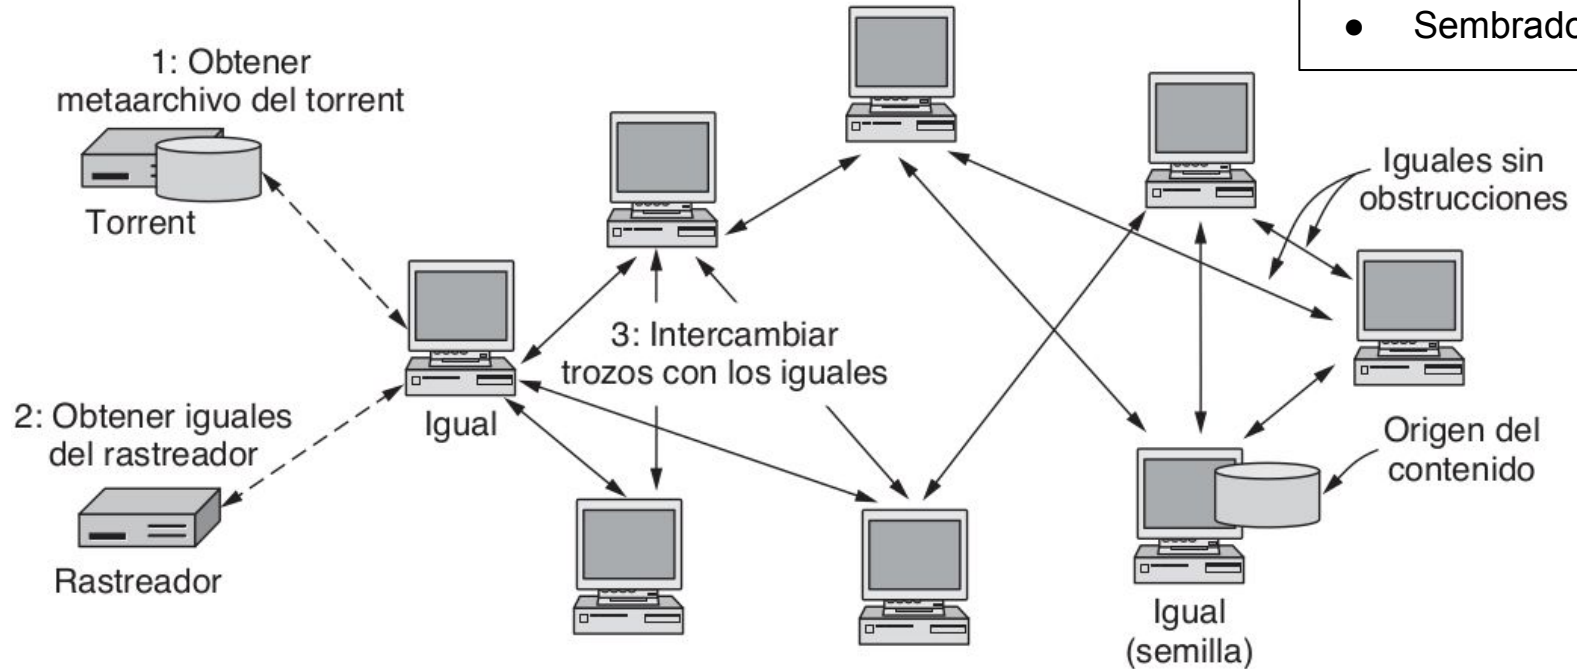 ● Sembrado
1: Obtener
metaarchivo del torrent
Torrent
Iguales sin
obstrucciones
3: Intercambiar
trozos con los iguales
Igual
2: Obtener iguales
del rastreador
Rastreador
Origen del
contenido
Igual
(semilla)